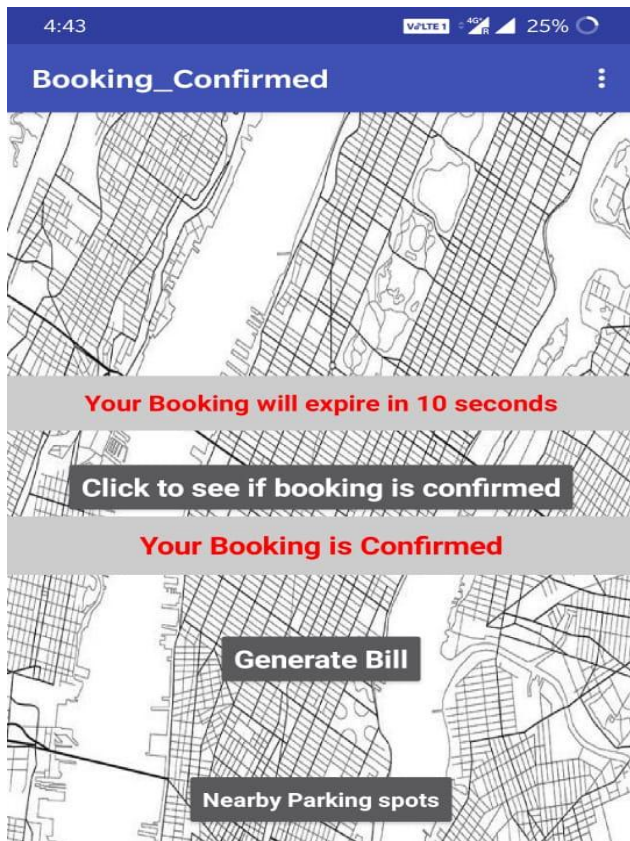 4:43 VoLTE 1 4G+ R 25%
Booking_Confirmed
Your Booking will expire in 10 seconds
Click to see if booking is confirmed
Your Booking is Confirmed
Generate Bill
Nearby Parking spots